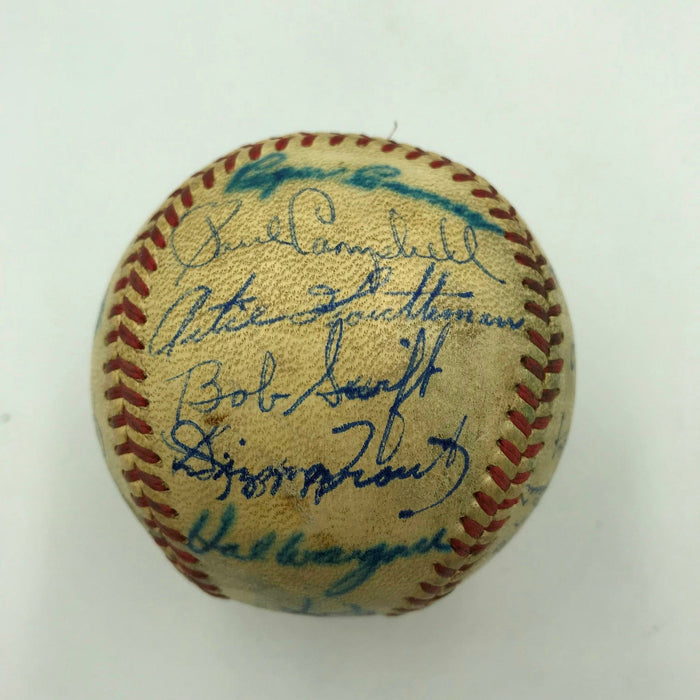 Paul Campbell
Artie Houtteman
Bob Swift
Dizzy Trout
Hal Wagner